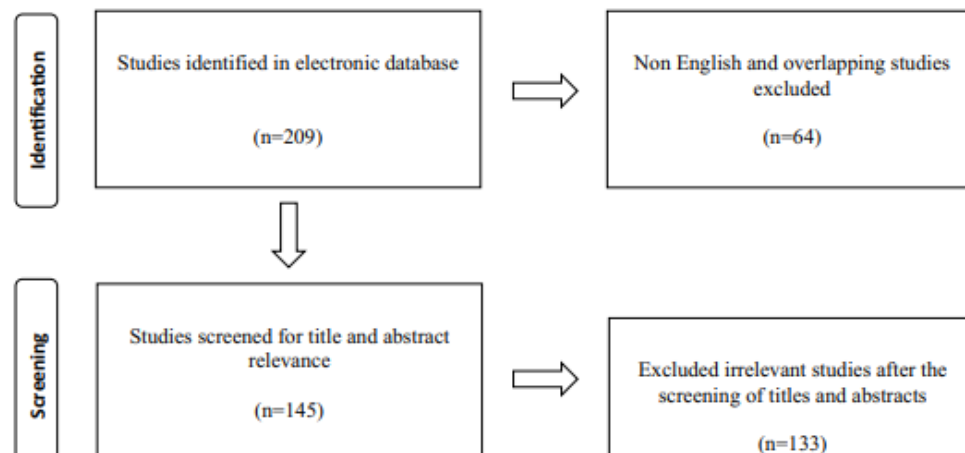 Identification
Studies identified in electronic database
(n=209)
Non English and overlapping studies
excluded
(n=64)
Screening
Studies screened for title and abstract
relevance
(n=145)
Excluded irrelevant studies after the
screening of titles and abstracts
(n=133)